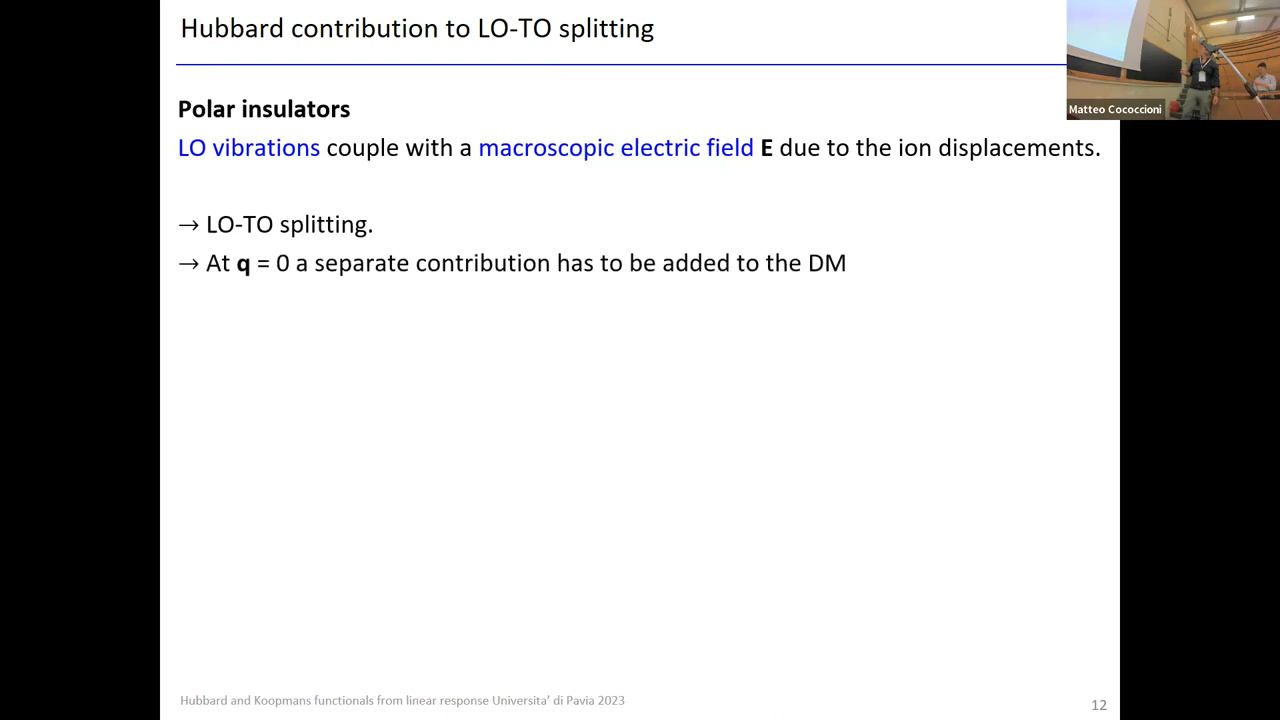 Hubbard contribution to LO-TO splitting
Matteo Cococcioni
Polar insulators
LO vibrations couple with a macroscopic electric field E due to the ion displacements.
→ LO-TO splitting.
→ At q = 0 a separate contribution has to be added to the DM
Hubbard and Koopmans functionals from linear response Universita’ di Pavia 2023
12